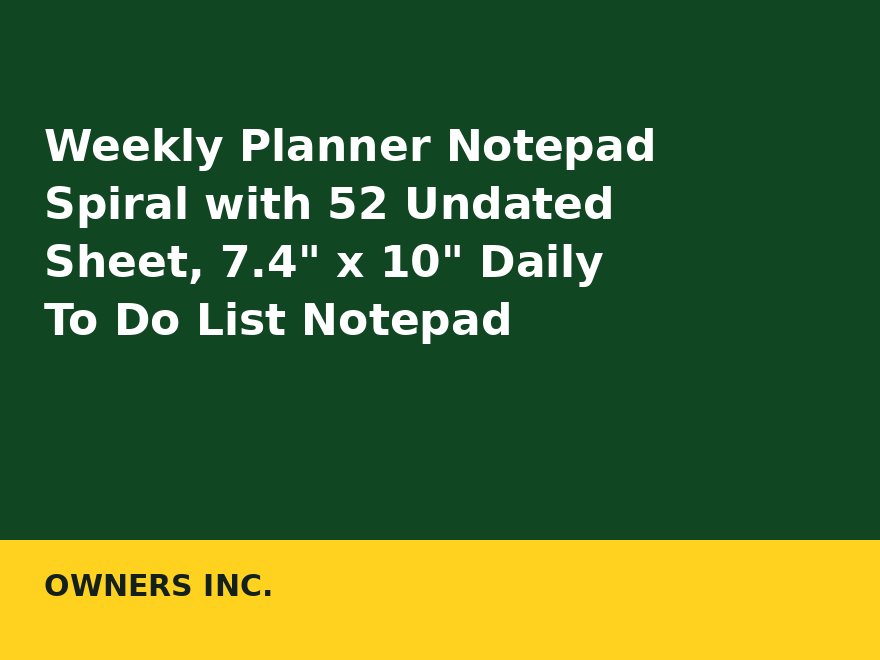 Weekly Planner Notepad
Spiral with 52 Undated
Sheet, 7.4" x 10" Daily
To Do List Notepad
OWNERS INC.